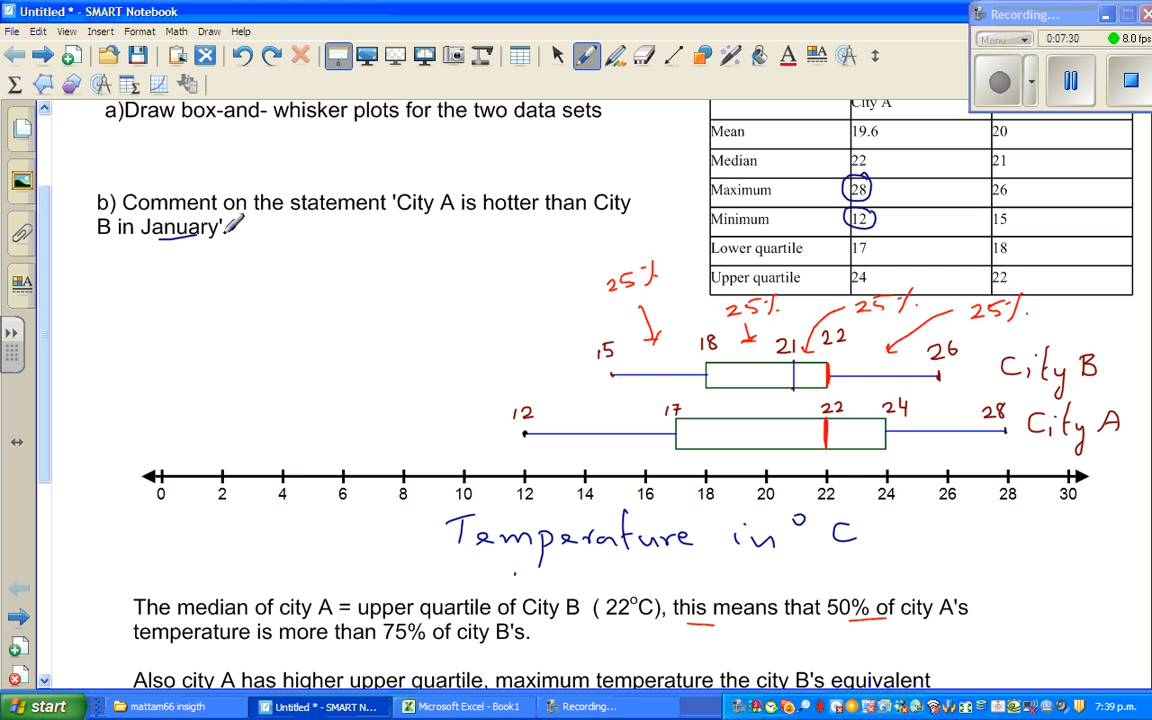 Untitled * - SMART Notebook
Recording...
File Edit View Insert Format Math Draw Help
Menu
0:07:30
8.0 fps
a)Draw box-and- whisker plots for the two data sets
City A
Mean 19.6 20
Median 22 21
Maximum 28 26
Minimum 12 15
Lower quartile 17 18
Upper quartile 24 22
b) Comment on the statement 'City A is hotter than City
B in January'.
25%
25%
25%
25%.
15 18 21 22 26 City B
12 17 22 24 28 City A
0 2 4 6 8 10 12 14 16 18 20 22 24 26 28 30
Temperature in ° C
The median of city A = upper quartile of City B ( 22°C), this means that 50% of city A's
temperature is more than 75% of city B's.
Also city A has higher upper quartile, maximum temperature the city B's equivalent
start
mattam66 insigth
Untitled * - SMART N...
Microsoft Excel - Book1
Recording...
7:39 p.m.